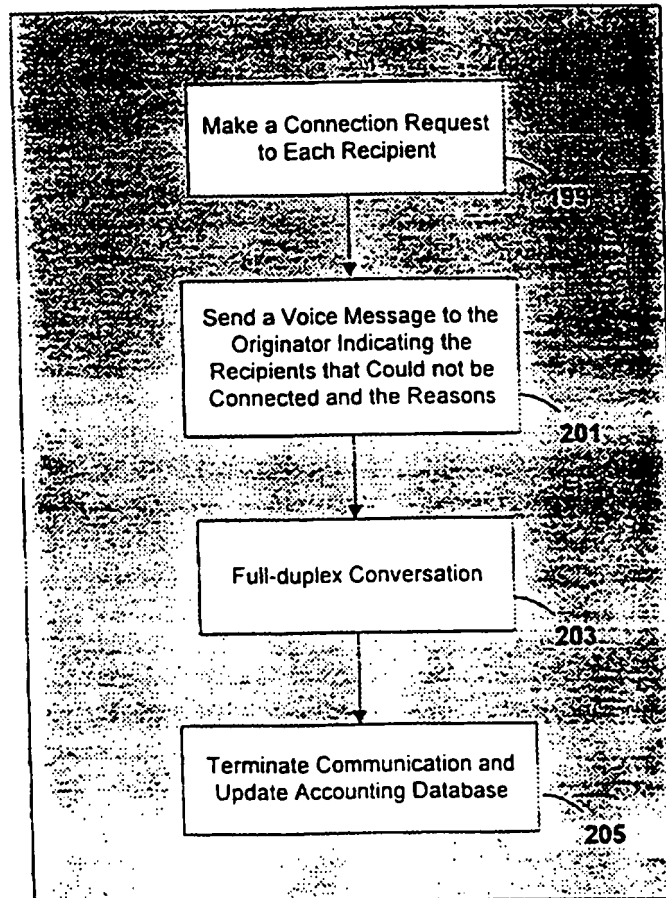 Make a Connection Request
to Each Recipient
199
Send a Voice Message to the
Originator Indicating the
Recipients that Could not be
Connected and the Reasons
201
Full-duplex Conversation
203
Terminate Communication and
Update Accounting Database
205